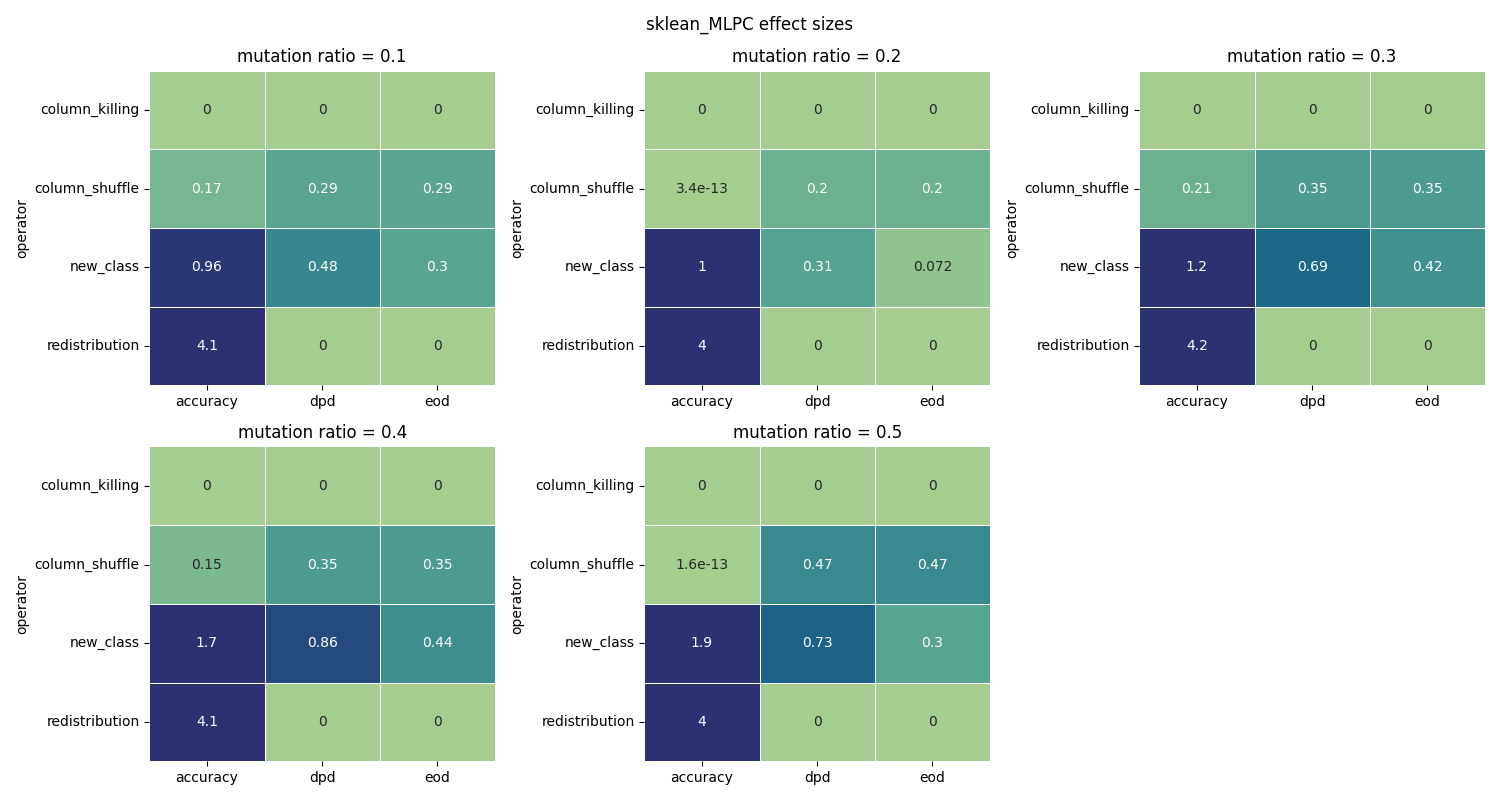 sklean_MLPC effect sizes
mutation ratio = 0.1
operator
column_killing 0 0 0
column_shuffle 0.17 0.29 0.29
new_class 0.96 0.48 0.3
redistribution 4.1 0 0
accuracy dpd eod
mutation ratio = 0.2
operator
column_killing 0 0 0
column_shuffle 3.4e-13 0.2 0.2
new_class 1 0.31 0.072
redistribution 4 0 0
accuracy dpd eod
mutation ratio = 0.3
operator
column_killing 0 0 0
column_shuffle 0.21 0.35 0.35
new_class 1.2 0.69 0.42
redistribution 4.2 0 0
accuracy dpd eod
mutation ratio = 0.4
operator
column_killing 0 0 0
column_shuffle 0.15 0.35 0.35
new_class 1.7 0.86 0.44
redistribution 4.1 0 0
accuracy dpd eod
mutation ratio = 0.5
operator
column_killing 0 0 0
column_shuffle 1.6e-13 0.47 0.47
new_class 1.9 0.73 0.3
redistribution 4 0 0
accuracy dpd eod